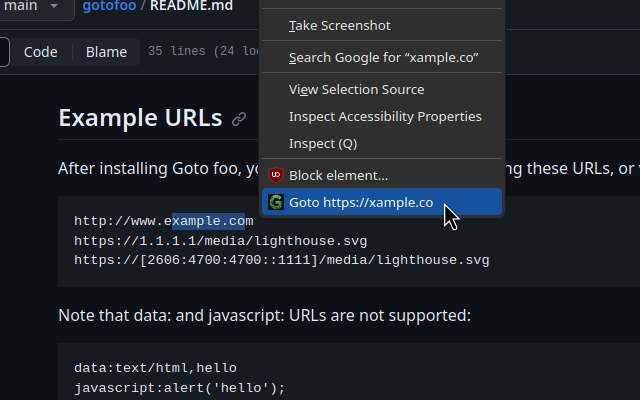 main
gotofoo / README.md
Code Blame 35 lines (24 lo
Take Screenshot
Search Google for “xample.co”
View Selection Source
Inspect Accessibility Properties
Inspect (Q)
Block element…
Goto https://xample.co
Example URLs
After installing Goto foo, ng these URLs, or
http://www.example.com
https://1.1.1.1/media/lighthouse.svg
https://[2606:4700:4700::1111]/media/lighthouse.svg
Note that data: and javascript: URLs are not supported:
data:text/html,hello
javascript:alert('hello');